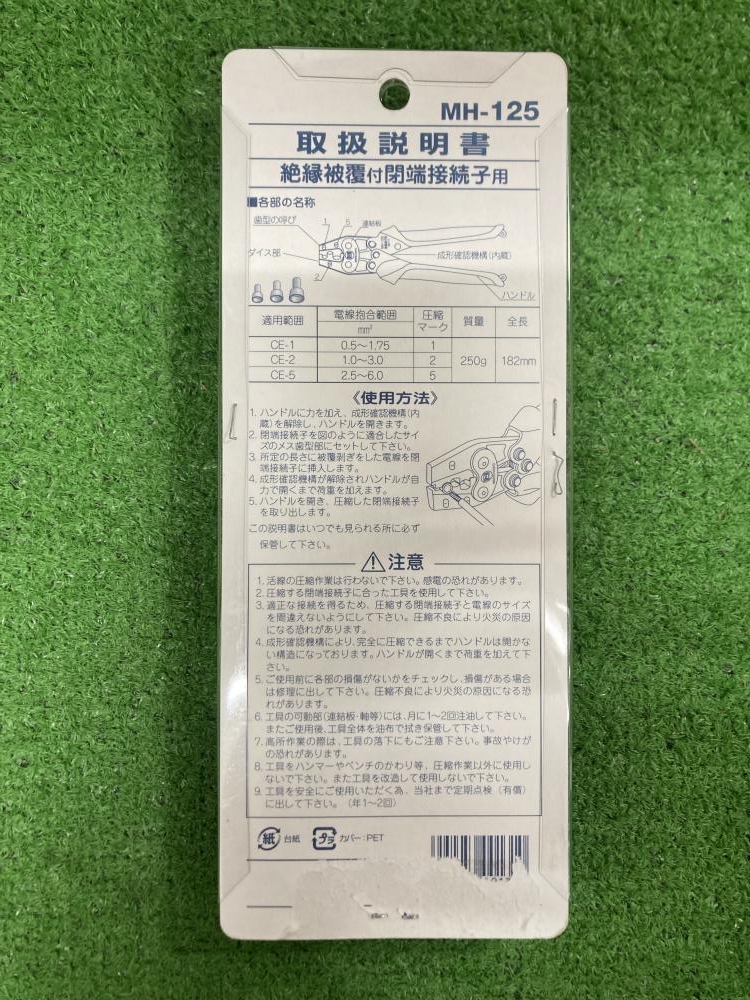 MH-125
取扱説明書
絶縁被覆付閉端接続子用
■各部の名称
歯型の呼び
1
5
連結板
ダイス部
成形確認機構(内蔵)
2
ハンドル
適用範囲 電線抱合範囲 mm² 圧縮マーク 質量 全長
CE-1 0.5〜1.75 1
CE-2 1.0〜3.0 2 250g 182mm
CE-5 2.5〜6.0 5
《使用方法》
1. ハンドルに力を加え、成形確認機構(内
蔵)を解除し、ハンドルを開きます。
2. 閉端接続子を図のように適合したサイ
ズのメス歯型部にセットして下さい。
3. 所定の長さに被覆剥ぎをした電線を閉
端接続子に挿入します。
4. 成形確認機構が解除されハンドルが自
力で開くまで荷重を加えます。
5. ハンドルを開き、圧縮した閉端接続子
を取り出します。
この説明書はいつでも見られる所に必ず
保管して下さい。
注意
1. 活線の圧縮作業は行わないで下さい。感電の恐れがあります。
2. 圧縮する閉端接続子に合った工具を使用して下さい。
3. 適正な接続を得るため、圧縮する閉端接続子と電線のサイズ
を間違えないようにして下さい。圧縮不良により火災の原因
になる恐れがあります。
4. 成形確認機構により、完全に圧縮できるまでハンドルは開かな
い構造になっております。ハンドルが開くまで荷重を加えて下
さい。
5. ご使用前に各部の損傷がないかをチェックし、損傷がある場合
は修理に出して下さい。圧縮不良により火災の原因になる恐
れがあります。
6. 工具の可動部(連結板・軸等)には、月に1〜2回注油して下さい。
またご使用後、工具全体を油布で拭き保管して下さい。
7. 高所作業の際は、工具の落下にもご注意下さい。事故やけが
の恐れがあります。
8. 工具をハンマーやペンチのかわり等、圧縮作業以外に使用し
ないで下さい。また工具を改造して使用しないで下さい。
9. 工具を安全にご使用いただく為、当社まで定期点検(有償)
に出して下さい。(年1〜2回)
紙 台紙 プラ カバー:PET